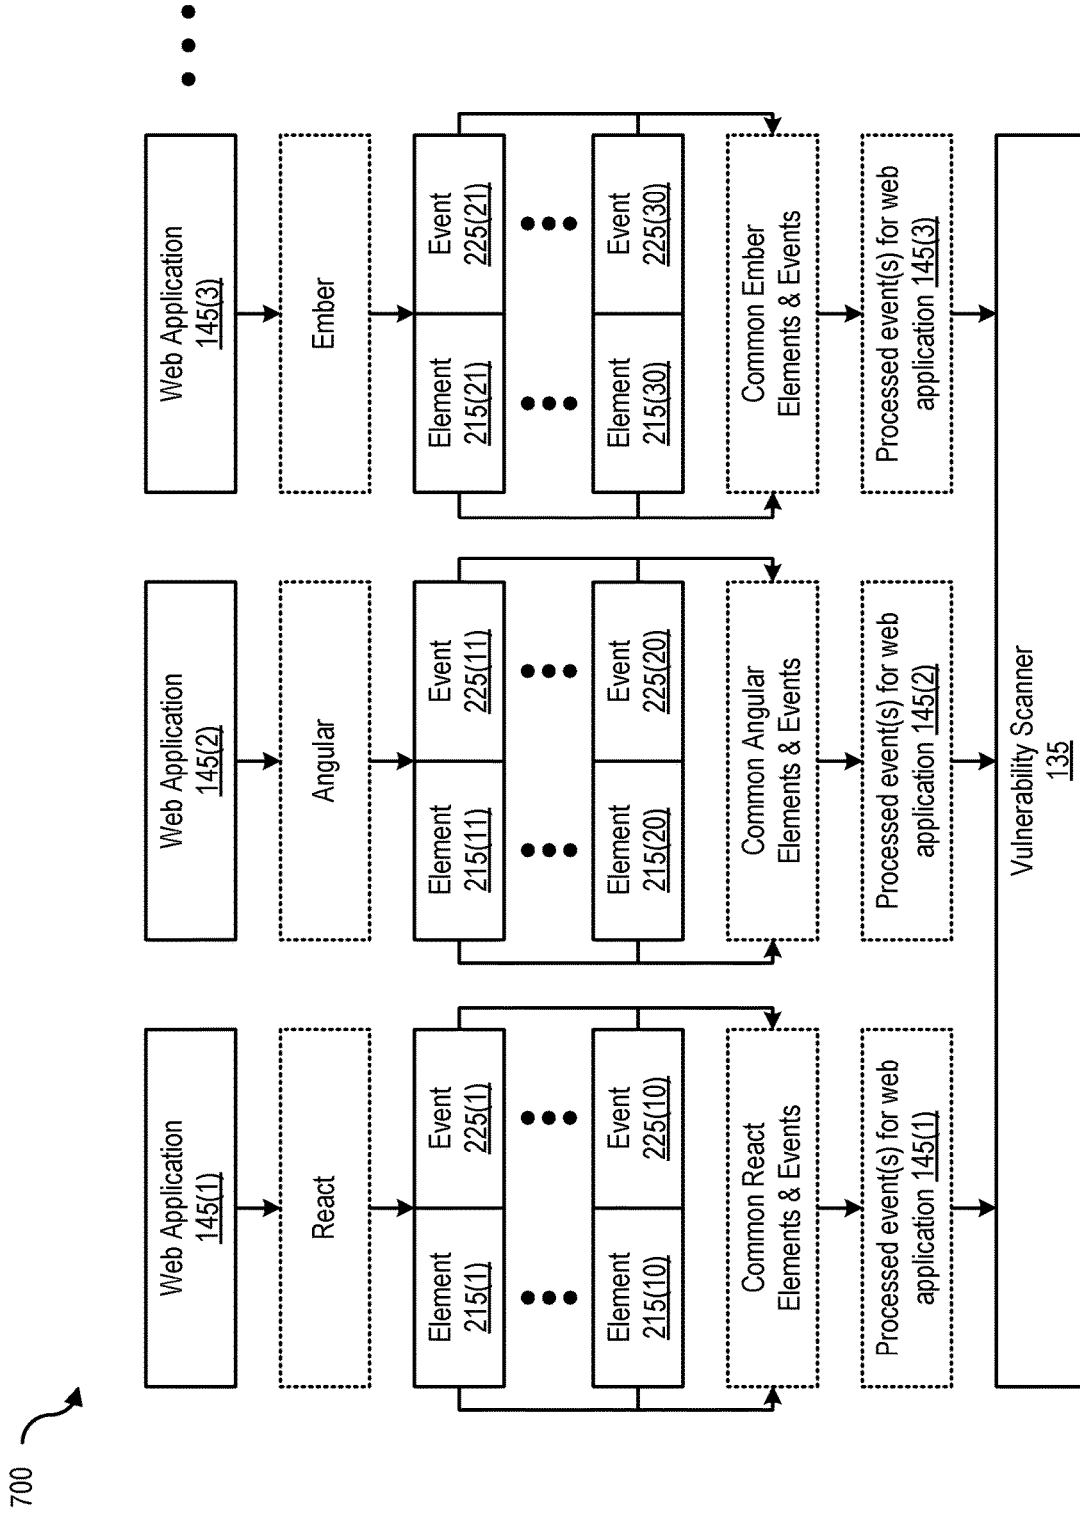 700
Web Application
145(1)
React
Element
215(1)
Event
225(1)
Element
215(10)
Event
225(10)
Common React
Elements & Events
Processed event(s) for web
application 145(1)
Web Application
145(2)
Angular
Element
215(11)
Event
225(11)
Element
215(20)
Event
225(20)
Common Angular
Elements & Events
Processed event(s) for web
application 145(2)
Web Application
145(3)
Ember
Element
215(21)
Event
225(21)
Element
215(30)
Event
225(30)
Common Ember
Elements & Events
Processed event(s) for web
application 145(3)
Vulnerability Scanner
135